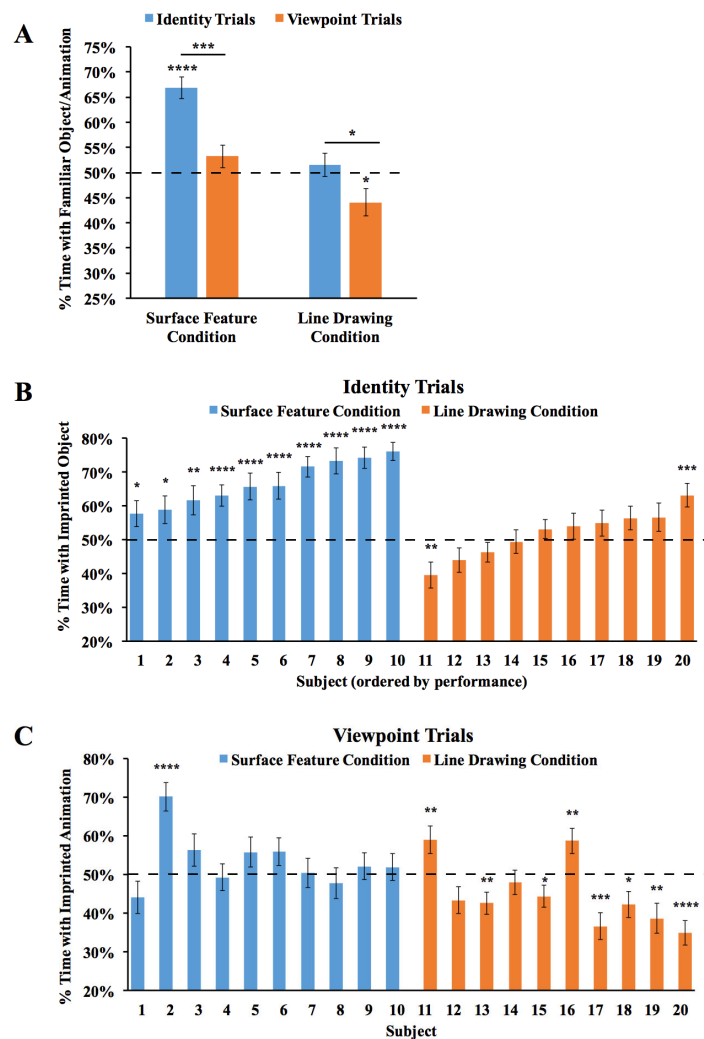 A
Identity Trials Viewpoint Trials
% Time with Familiar Object/Animation
75%
70%
65%
60%
55%
50%
45%
40%
35%
30%
25%
***
****
*
*
Surface Feature Condition
Line Drawing Condition
B
Identity Trials
Surface Feature Condition Line Drawing Condition
% Time with Imprinted Object
80%
70%
60%
50%
40%
30%
20%
* * ** **** **** **** **** **** **** **** ** ***
1 2 3 4 5 6 7 8 9 10 11 12 13 14 15 16 17 18 19 20
Subject (ordered by performance)
C
Viewpoint Trials
Surface Feature Condition Line Drawing Condition
% Time with Imprinted Animation
80%
70%
60%
50%
40%
30%
20%
**** ** ** * ** *** * ** ****
1 2 3 4 5 6 7 8 9 10 11 12 13 14 15 16 17 18 19 20
Subject